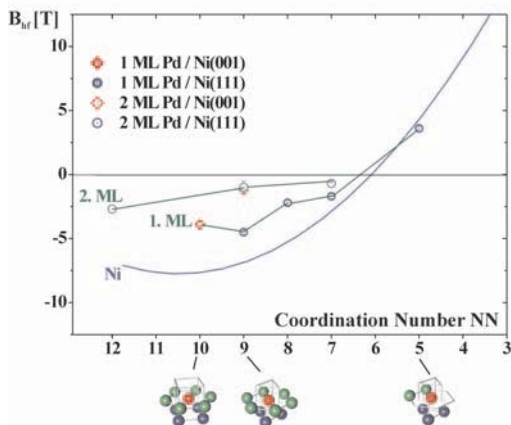 B_hf [T]
10
5
0
-5
-10
1 ML Pd / Ni(001)
1 ML Pd / Ni(111)
2 ML Pd / Ni(001)
2 ML Pd / Ni(111)
2. ML
1. ML
Ni
Coordination Number NN
12 11 10 9 8 7 6 5 4 3